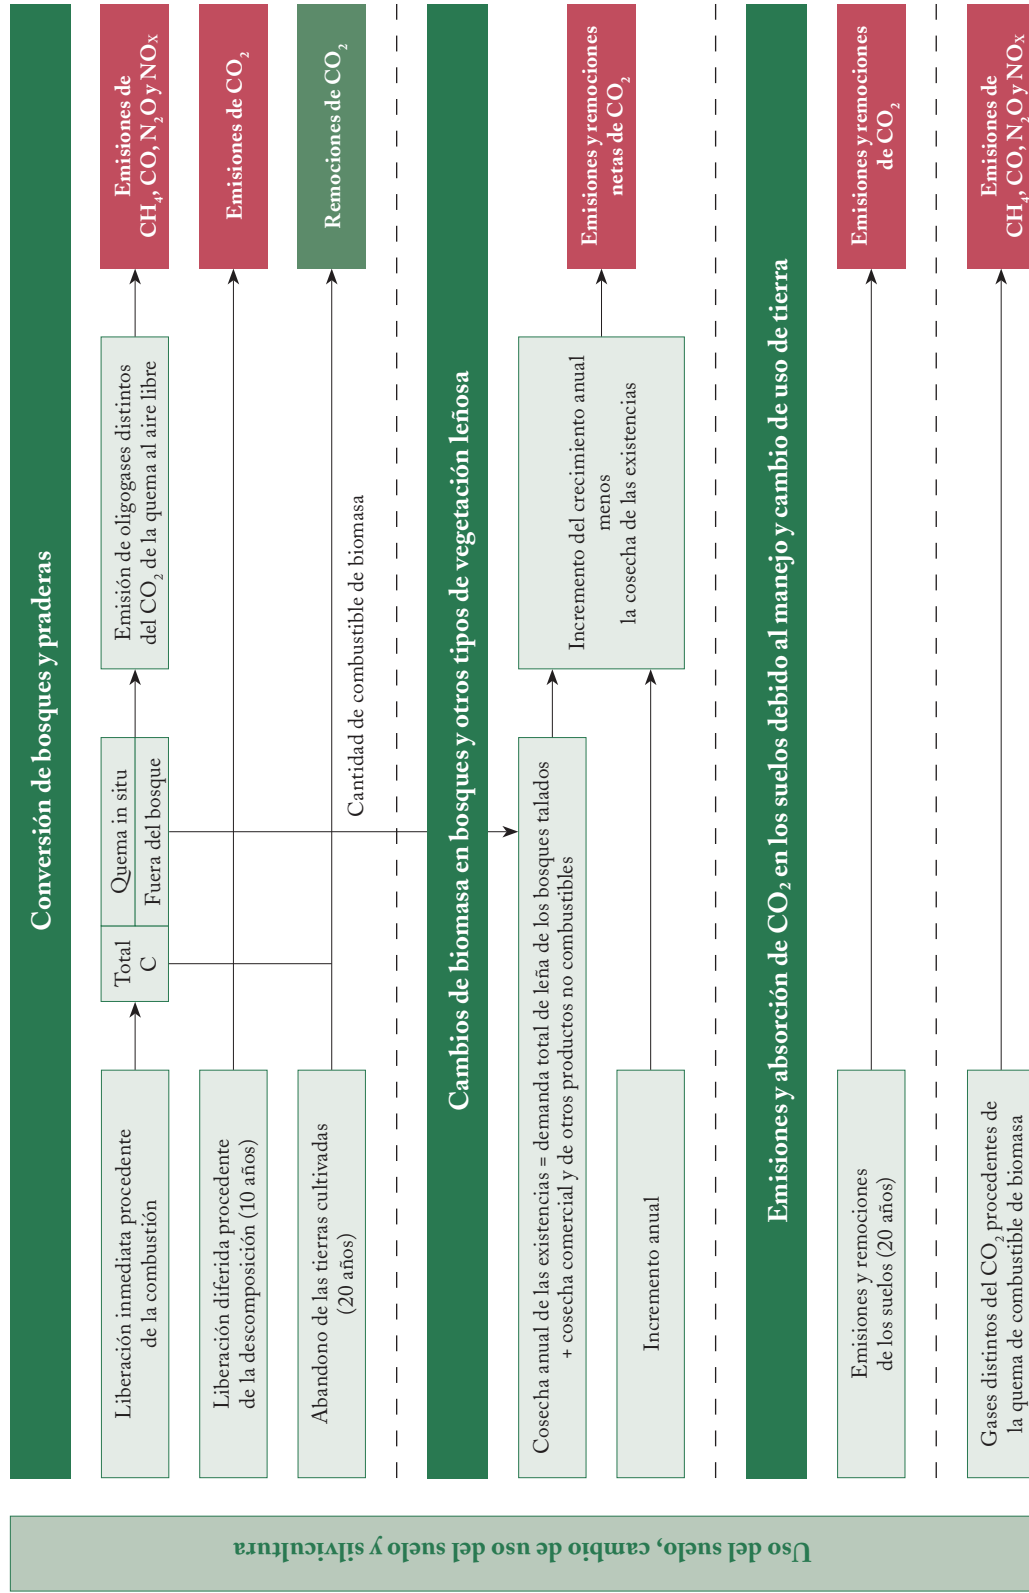 Uso del suelo, cambio de uso del suelo y silvicultura
Conversión de bosques y praderas
Liberación inmediata procedente
de la combustión
Total
C
Quema in situ
Fuera del bosque
Emisión de oligogases distintos
del CO₂ de la quema al aire libre
Emisiones de
CH₄, CO, N₂O y NOₓ
Liberación diferida procedente
de la descomposición (10 años)
Emisiones de CO₂
Abandono de las tierras cultivadas
(20 años)
Remociones de CO₂
Cantidad de combustible de biomasa
Cambios de biomasa en bosques y otros tipos de vegetación leñosa
Cosecha anual de las existencias = demanda total de leña de los bosques talados
+ cosecha comercial y de otros productos no combustibles
Incremento anual
Incremento del crecimiento anual
menos
la cosecha de las existencias
Emisiones y remociones
netas de CO₂
Emisiones y absorción de CO₂ en los suelos debido al manejo y cambio de uso de tierra
Emisiones y remociones
de los suelos (20 años)
Emisiones y remociones
de CO₂
Gases distintos del CO₂ procedentes de
la quema de combustible de biomasa
Emisiones de
CH₄, CO, N₂O y NOₓ